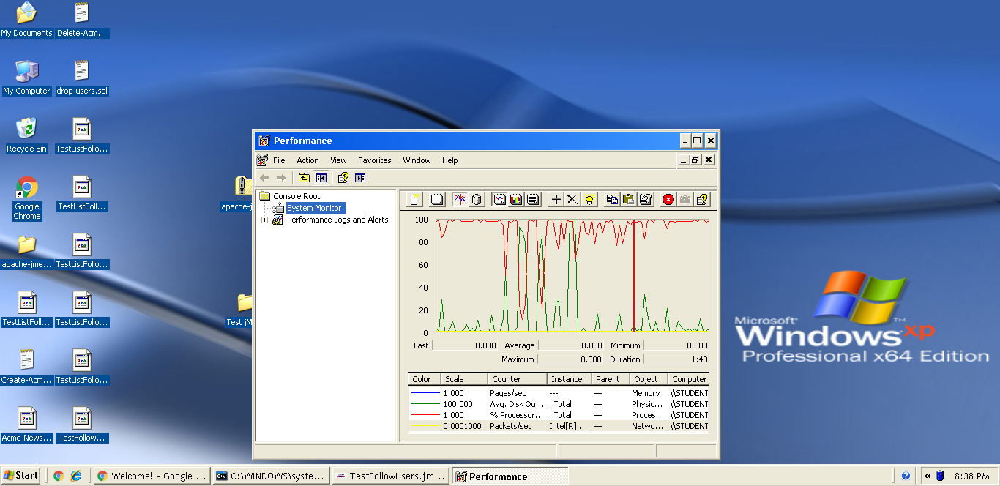 My Documents
Delete-Acm...
My Computer
drop-users.sql
Recycle Bin
TestListFollo...
Google
Chrome
TestListFoll...
apache-j
apache-jme...
TestListFollo...
TestListFoll...
TestListFollo...
Test jM
Create-Acm...
TestListFollo...
Acme-News...
TestFollow...
Performance
File Action View Favorites Window Help
Console Root
System Monitor
Performance Logs and Alerts
100
80
60
40
20
0
Last 0.000 Average 0.000 Minimum 0.000
Maximum 0.000 Duration 1:40
Color Scale Counter Instance Parent Object Computer
1.000 Pages/sec --- --- Memory \\STUDENT
100.000 Avg. Disk Qu... _Total --- Physic... \\STUDENT
1.000 % Processor... _Total --- Proces... \\STUDENT
0.0001000 Packets/sec Intel[R] ... --- Netwo... \\STUDENT
Microsoft®
Windows xp™
Professional x64 Edition
Start
Welcome! - Google ...
C:\WINDOWS\syste...
TestFollowUsers.jm...
Performance
8:38 PM